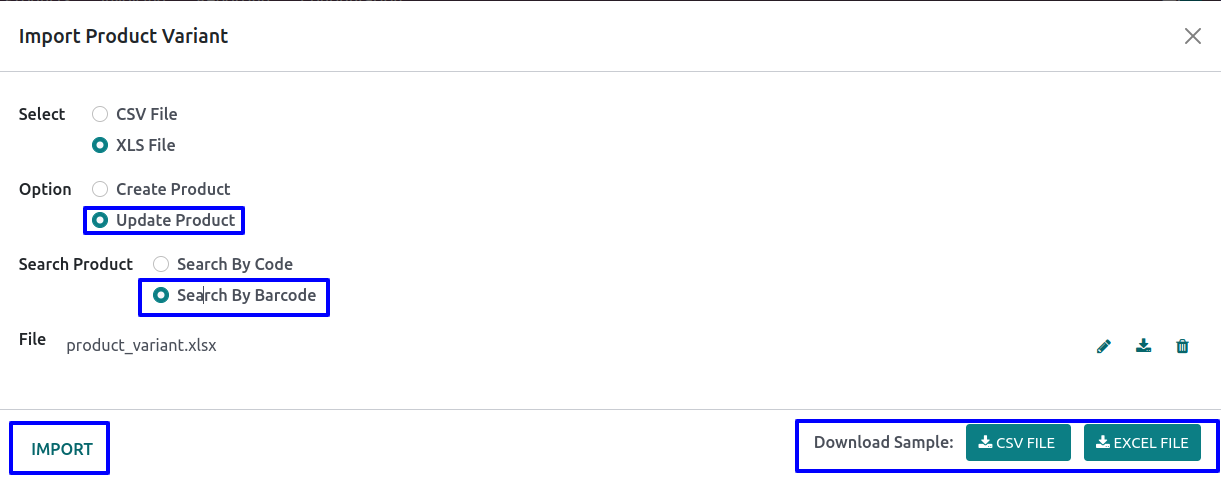 Import Product Variant
Select CSV File
XLS File
Option Create Product
Update Product
Search Product Search By Code
Search By Barcode
File product_variant.xlsx
IMPORT Download Sample: CSV FILE EXCEL FILE